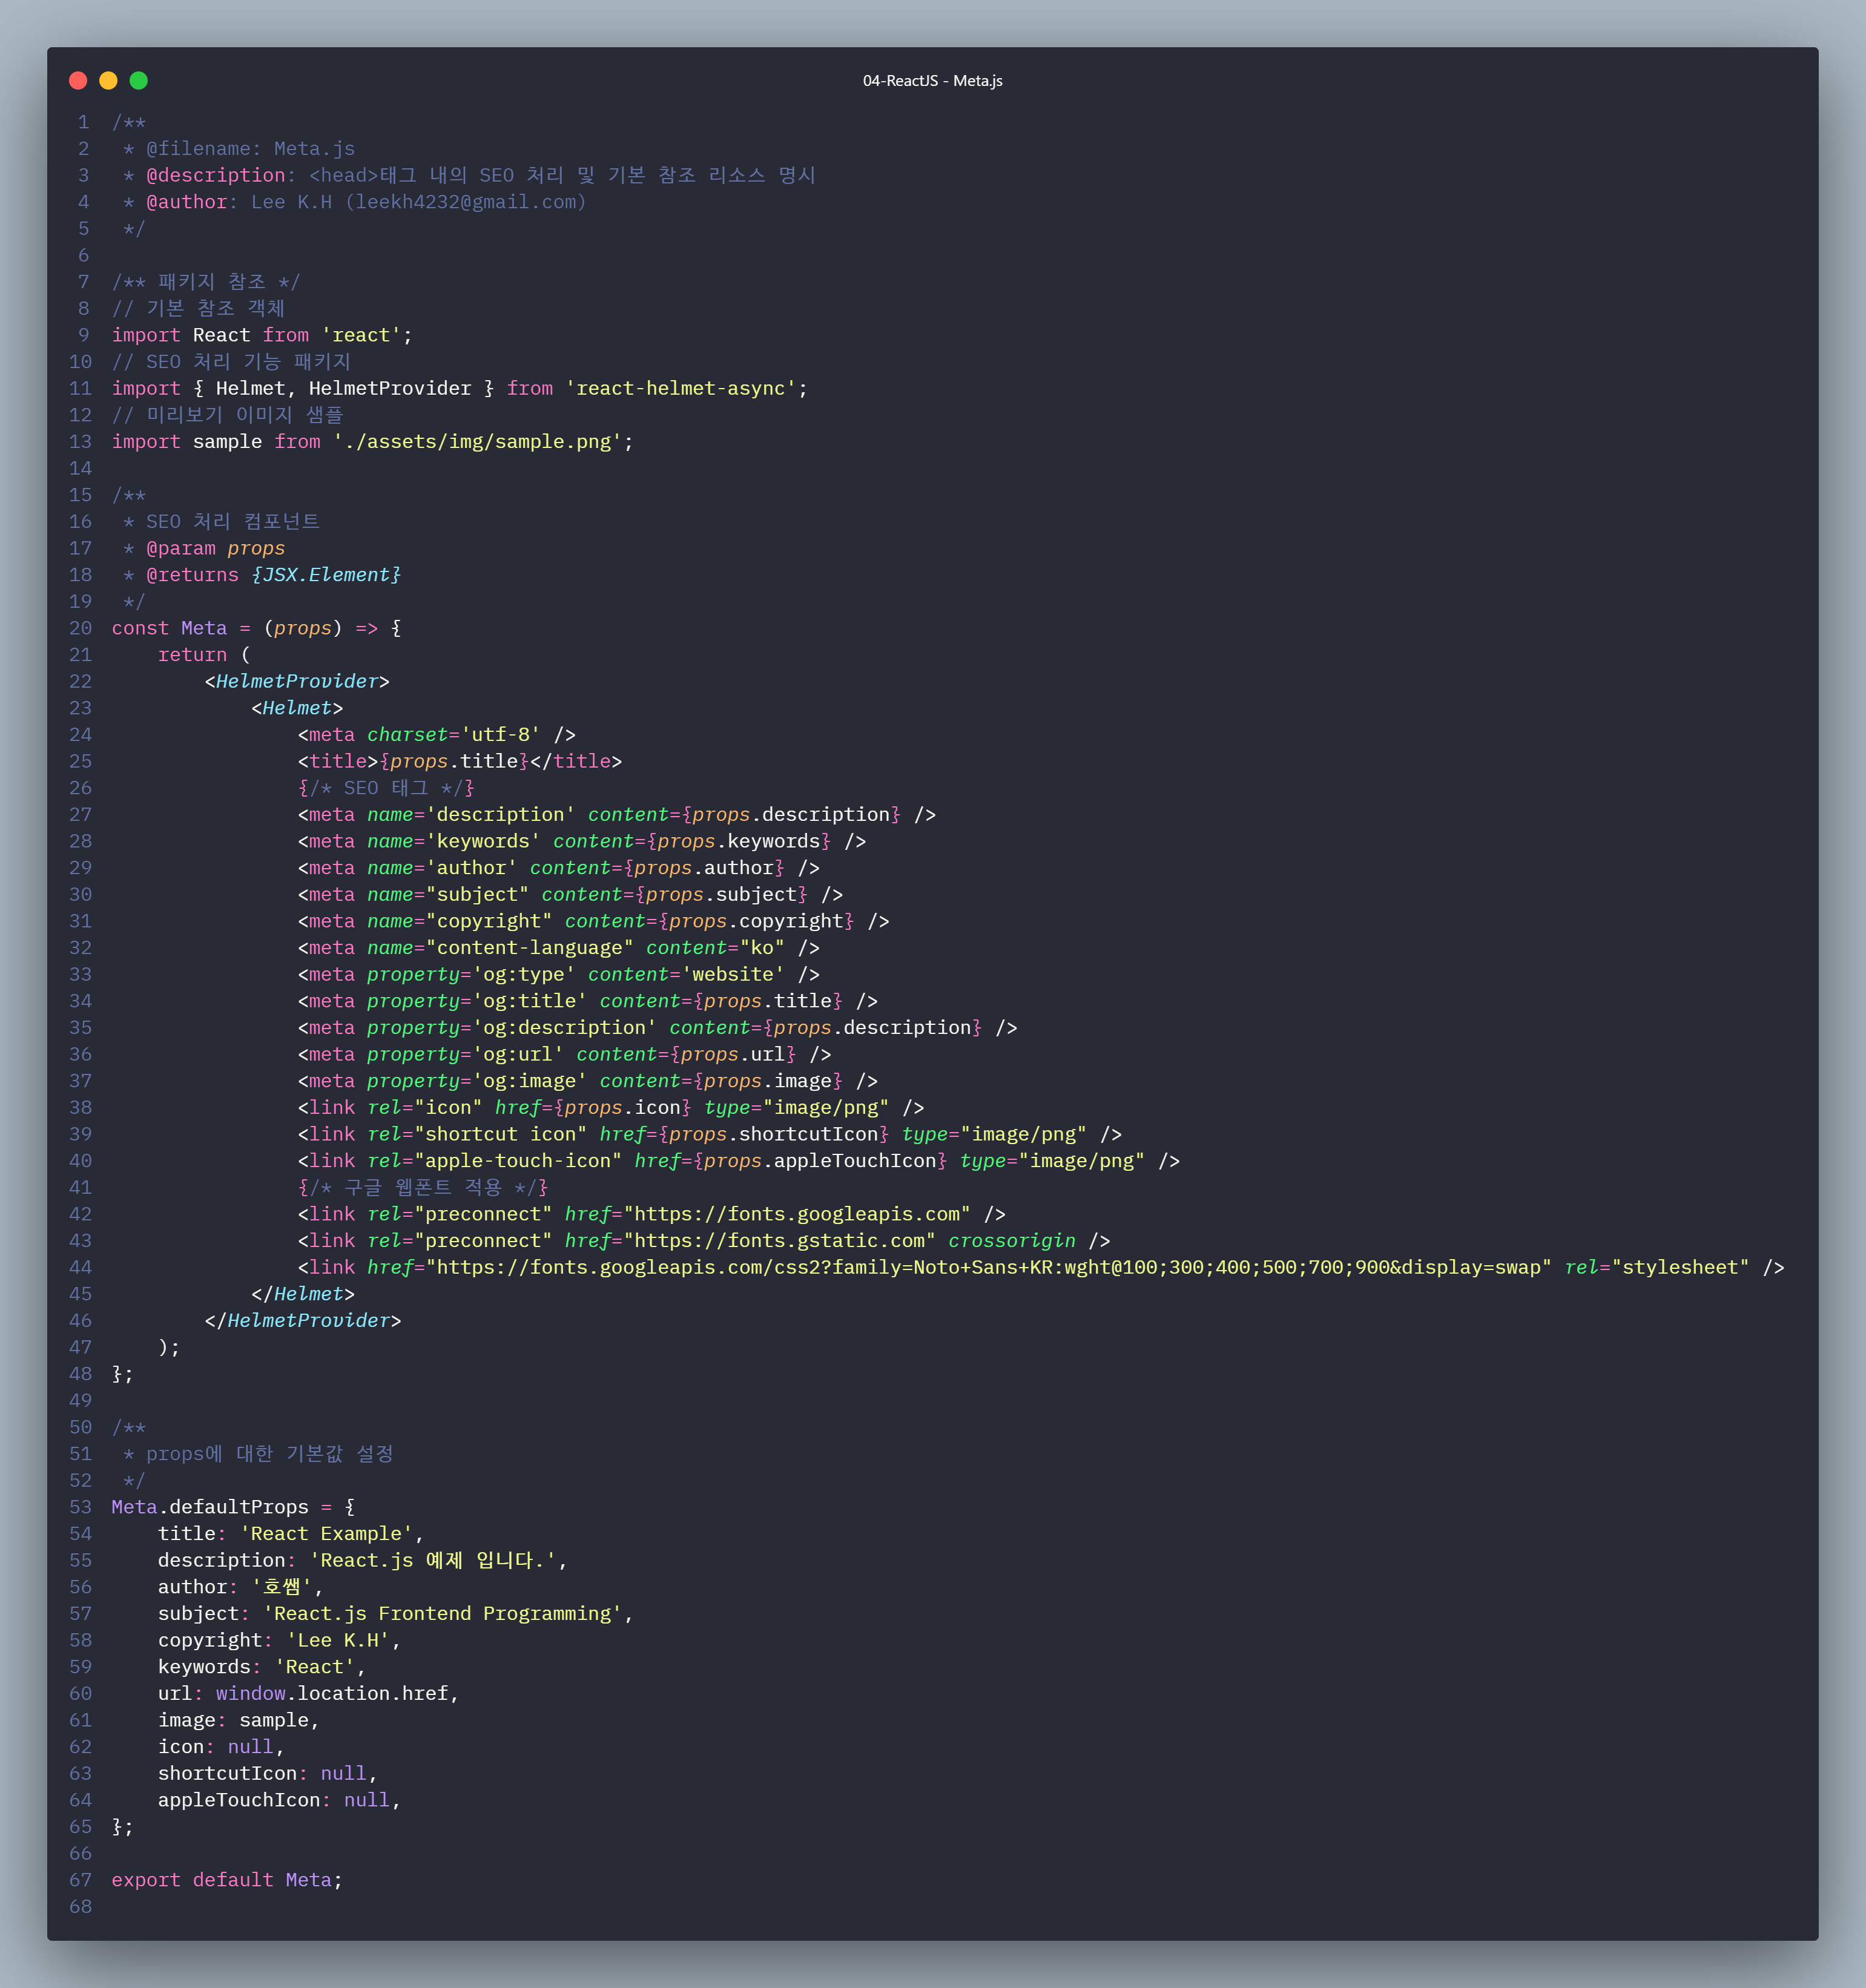 04-ReactJS - Meta.js
1 /**
2  * @filename: Meta.js
3  * @description: <head>태그 내의 SEO 처리 및 기본 참조 리소스 명시
4  * @author: Lee K.H (leekh4232@gmail.com)
5  */
6
7 /** 패키지 참조 */
8 // 기본 참조 객체
9 import React from 'react';
10 // SEO 처리 기능 패키지
11 import { Helmet, HelmetProvider } from 'react-helmet-async';
12 // 미리보기 이미지 샘플
13 import sample from './assets/img/sample.png';
14
15 /**
16  * SEO 처리 컴포넌트
17  * @param props
18  * @returns {JSX.Element}
19  */
20 const Meta = (props) => {
21     return (
22         <HelmetProvider>
23             <Helmet>
24                 <meta charset='utf-8' />
25                 <title>{props.title}</title>
26                 {/* SEO 태그 */}
27                 <meta name='description' content={props.description} />
28                 <meta name='keywords' content={props.keywords} />
29                 <meta name='author' content={props.author} />
30                 <meta name="subject" content={props.subject} />
31                 <meta name="copyright" content={props.copyright} />
32                 <meta name="content-language" content="ko" />
33                 <meta property='og:type' content='website' />
34                 <meta property='og:title' content={props.title} />
35                 <meta property='og:description' content={props.description} />
36                 <meta property='og:url' content={props.url} />
37                 <meta property='og:image' content={props.image} />
38                 <link rel="icon" href={props.icon} type="image/png" />
39                 <link rel="shortcut icon" href={props.shortcutIcon} type="image/png" />
40                 <link rel="apple-touch-icon" href={props.appleTouchIcon} type="image/png" />
41                 {/* 구글 웹폰트 적용 */}
42                 <link rel="preconnect" href="https://fonts.googleapis.com" />
43                 <link rel="preconnect" href="https://fonts.gstatic.com" crossorigin />
44                 <link href="https://fonts.googleapis.com/css2?family=Noto+Sans+KR:wght@100;300;400;500;700;900&display=swap" rel="stylesheet" />
45             </Helmet>
46         </HelmetProvider>
47     );
48 };
49
50 /**
51  * props에 대한 기본값 설정
52  */
53 Meta.defaultProps = {
54     title: 'React Example',
55     description: 'React.js 예제 입니다.',
56     author: '호쌤',
57     subject: 'React.js Frontend Programming',
58     copyright: 'Lee K.H',
59     keywords: 'React',
60     url: window.location.href,
61     image: sample,
62     icon: null,
63     shortcutIcon: null,
64     appleTouchIcon: null,
65 };
66
67 export default Meta;
68